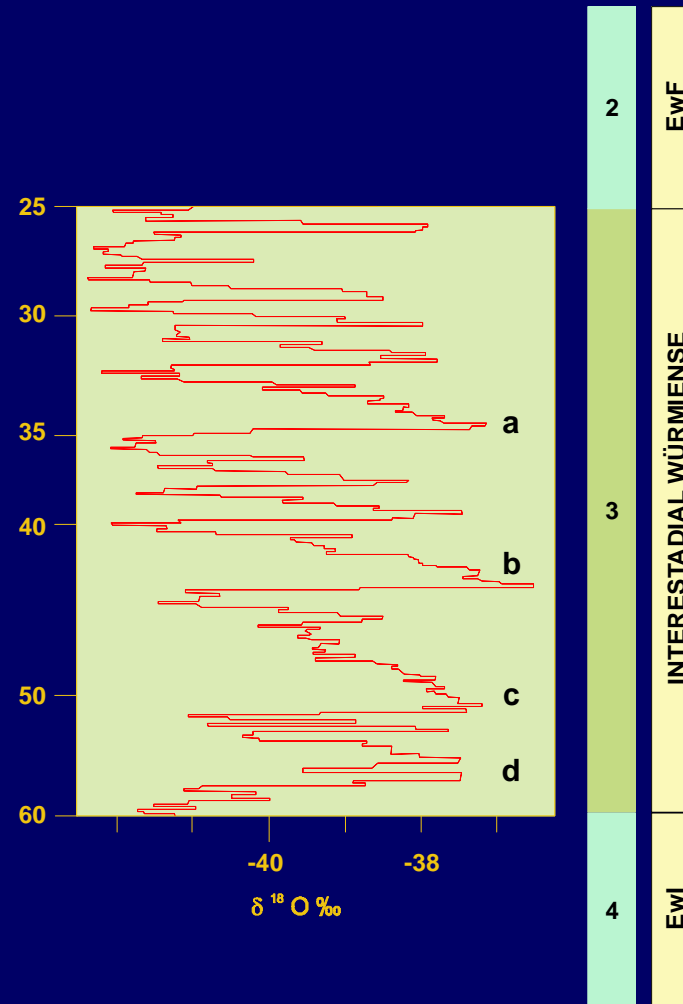 25
30
35
40
50
60
a
b
c
d
-40
-38
δ ¹⁸ O ‰
2
3
4
EwF
INTERESTADIAL WÜRMIENSE
EwI